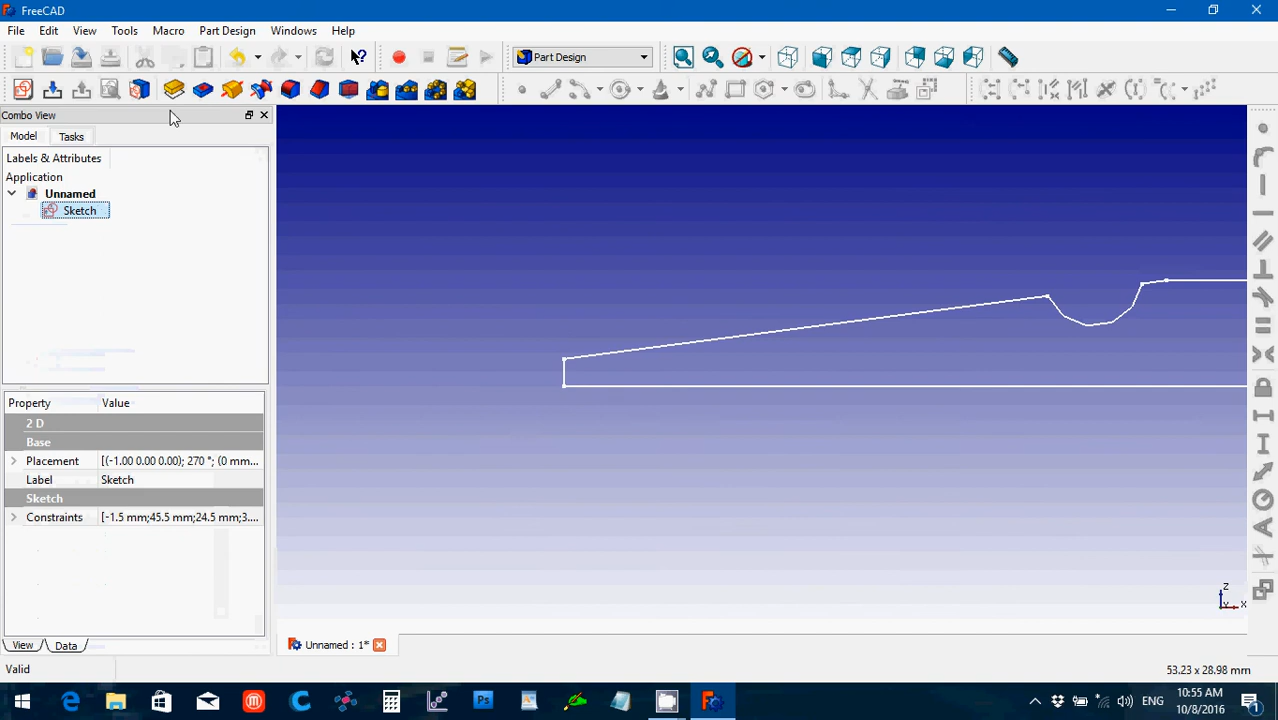 FreeCAD
File Edit View Tools Macro Part Design Windows Help
Part Design
Combo View
Model Tasks
Labels & Attributes
Application
Unnamed
Sketch
Property Value
2 D
Base
Placement [(-1.00 0.00 0.00); 270 °; (0 mm...
Label Sketch
Sketch
Constraints [-1.5 mm;45.5 mm;24.5 mm;3....
View Data
Unnamed : 1*
Z
Y X
Valid
53.23 x 28.98 mm
Ps
ENG
10:55 AM
10/8/2016
1